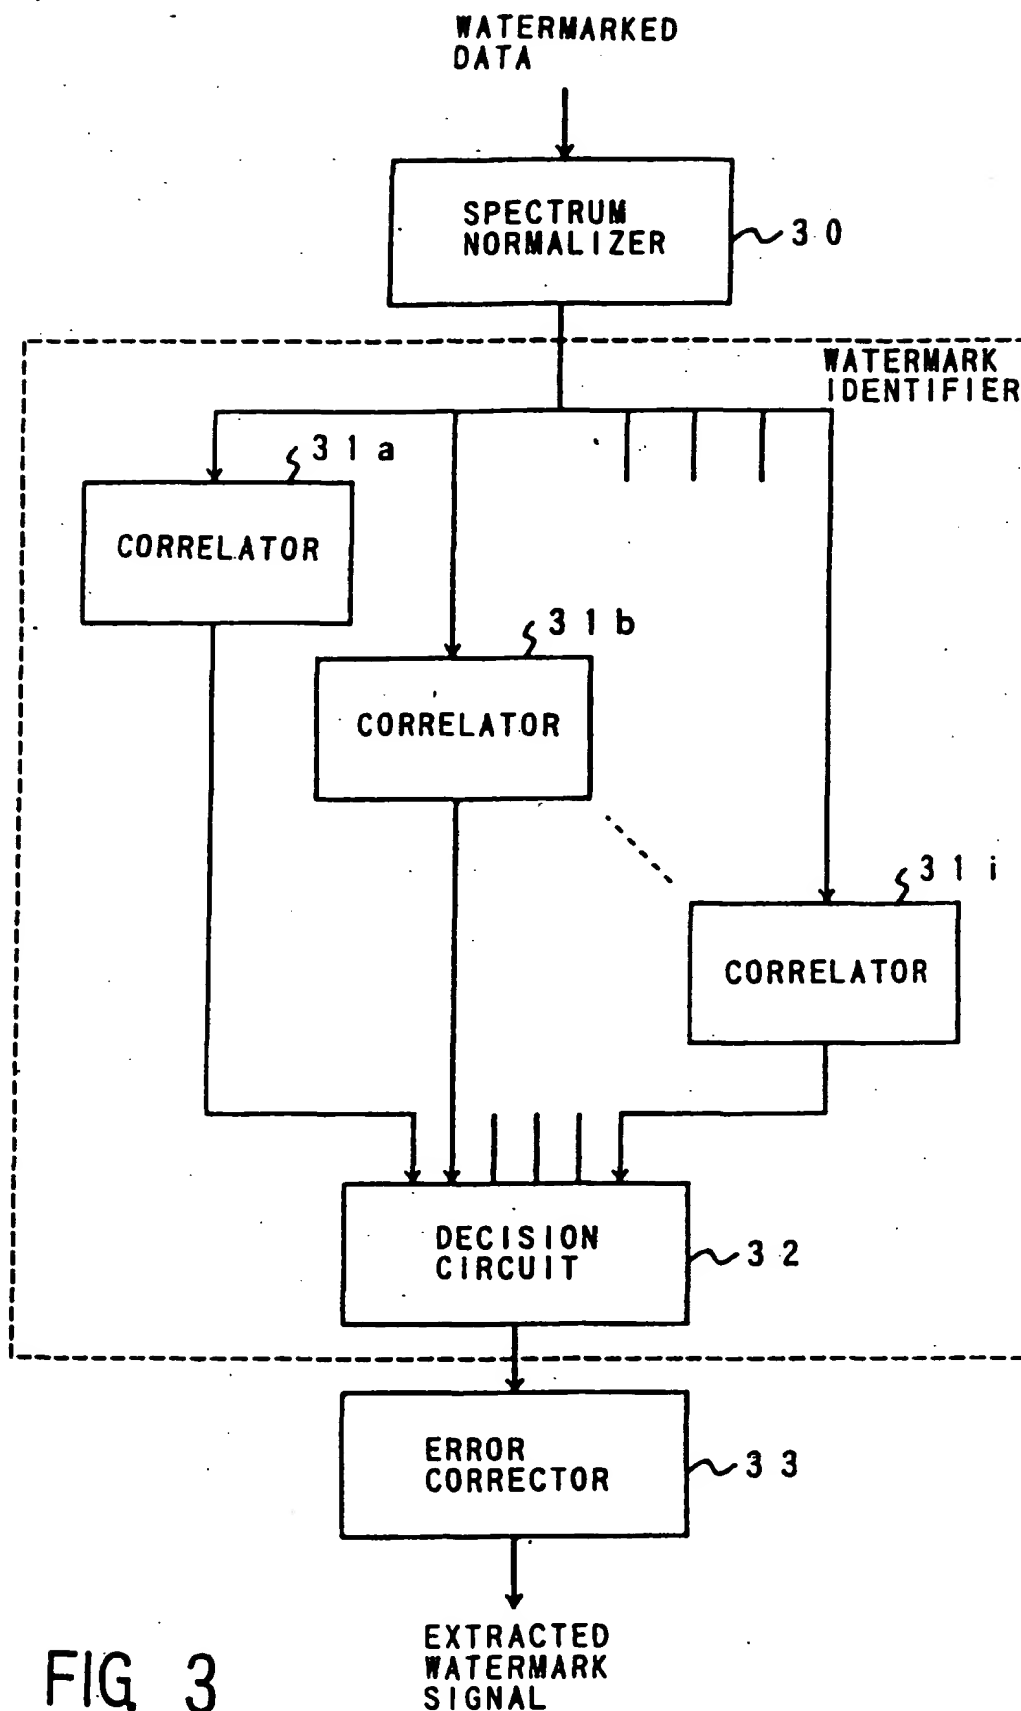 WATERMARKED
DATA
SPECTRUM
NORMALIZER
30
WATERMARK
IDENTIFIER
31a
CORRELATOR
31b
CORRELATOR
31i
CORRELATOR
DECISION
CIRCUIT
32
ERROR
CORRECTOR
33
EXTRACTED
WATERMARK
SIGNAL
FIG. 3